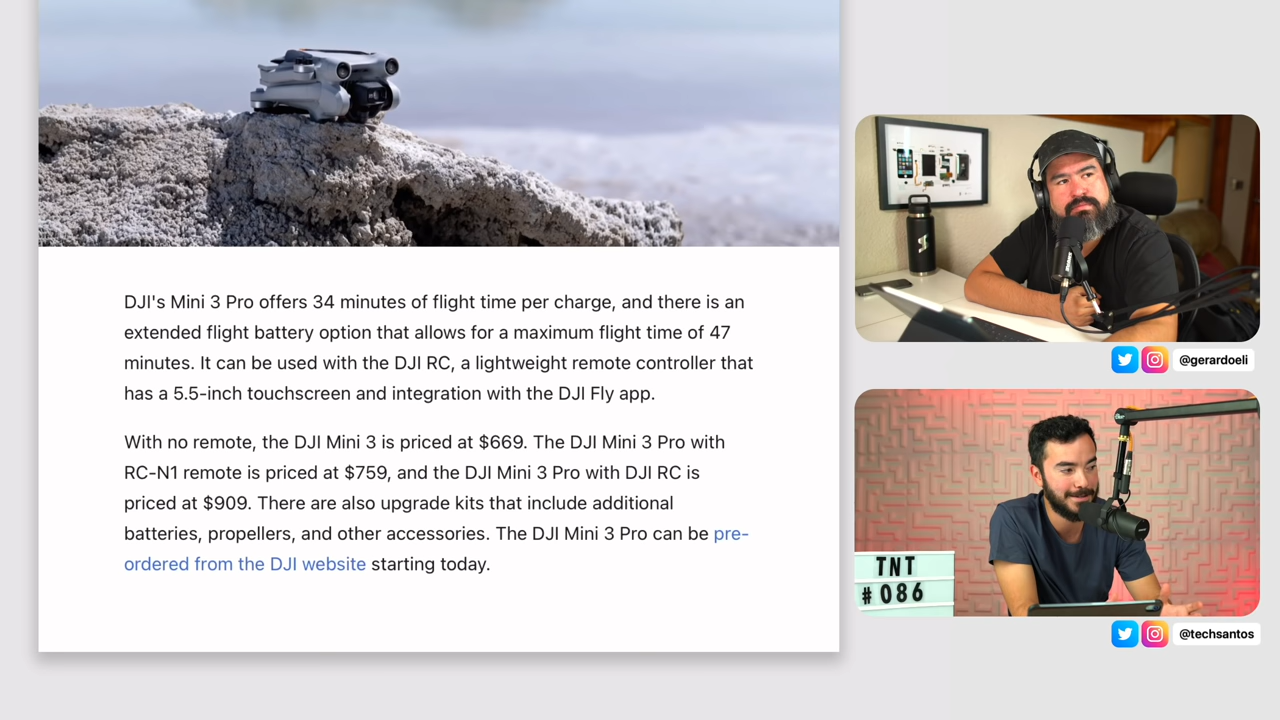 DJI's Mini 3 Pro offers 34 minutes of flight time per charge, and there is an
extended flight battery option that allows for a maximum flight time of 47
minutes. It can be used with the DJI RC, a lightweight remote controller that
has a 5.5-inch touchscreen and integration with the DJI Fly app.
With no remote, the DJI Mini 3 is priced at $669. The DJI Mini 3 Pro with
RC-N1 remote is priced at $759, and the DJI Mini 3 Pro with DJI RC is
priced at $909. There are also upgrade kits that include additional
batteries, propellers, and other accessories. The DJI Mini 3 Pro can be pre-
ordered from the DJI website starting today.
@gerardoeli
TNT
#086
@techsantos